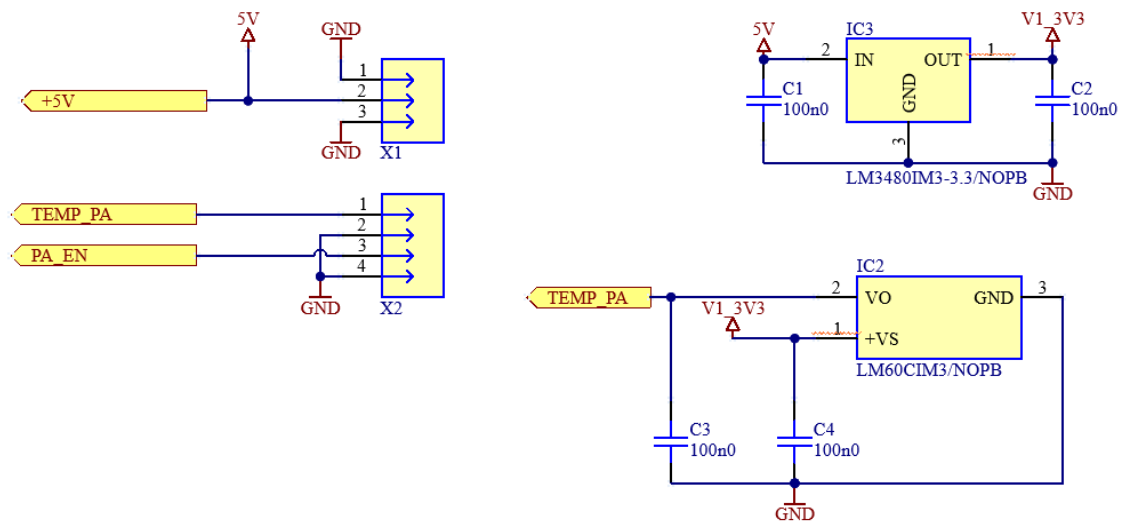 5V
+5V
GND
1
2
3
GND
X1
TEMP_PA
PA_EN
1
2
3
4
GND
X2
5V
IC3
V1_3V3
2
IN
OUT
1
GND
3
C1
100n0
C2
100n0
LM3480IM3-3.3/NOPB
GND
IC2
TEMP_PA
2
VO
GND
3
V1_3V3
1
+VS
LM60CIM3/NOPB
C3
100n0
C4
100n0
GND